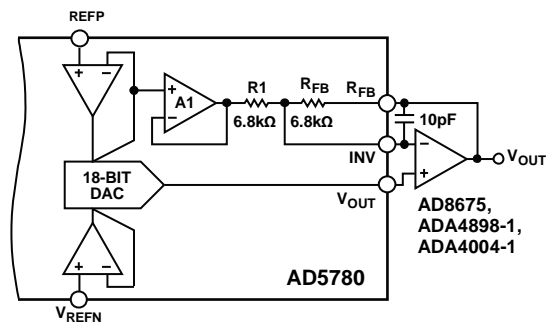 REFP
A1
R1
6.8kΩ
RFB
6.8kΩ
RFB
10pF
INV
18-BIT
DAC
VOUT
VOUT
AD8675,
ADA4898-1,
ADA4004-1
AD5780
VREFN
+ −
+
−
−
+
+ −